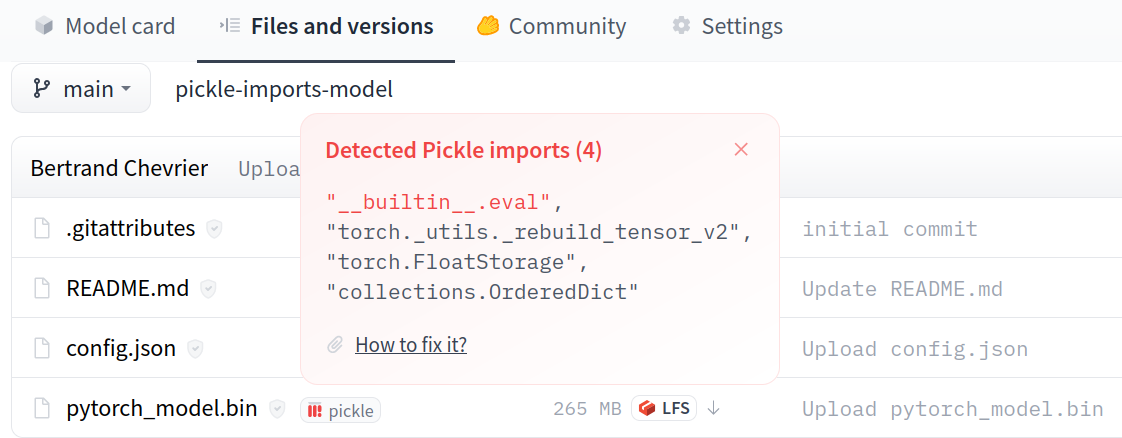 Model card Files and versions Community Settings
main pickle-imports-model
Detected Pickle imports (4)
Bertrand Chevrier Uploa
"__builtin__.eval",
"torch._utils._rebuild_tensor_v2",
"torch.FloatStorage",
"collections.OrderedDict"
How to fix it?
.gitattributes initial commit
README.md Update README.md
config.json Upload config.json
pytorch_model.bin pickle 265 MB LFS Upload pytorch_model.bin